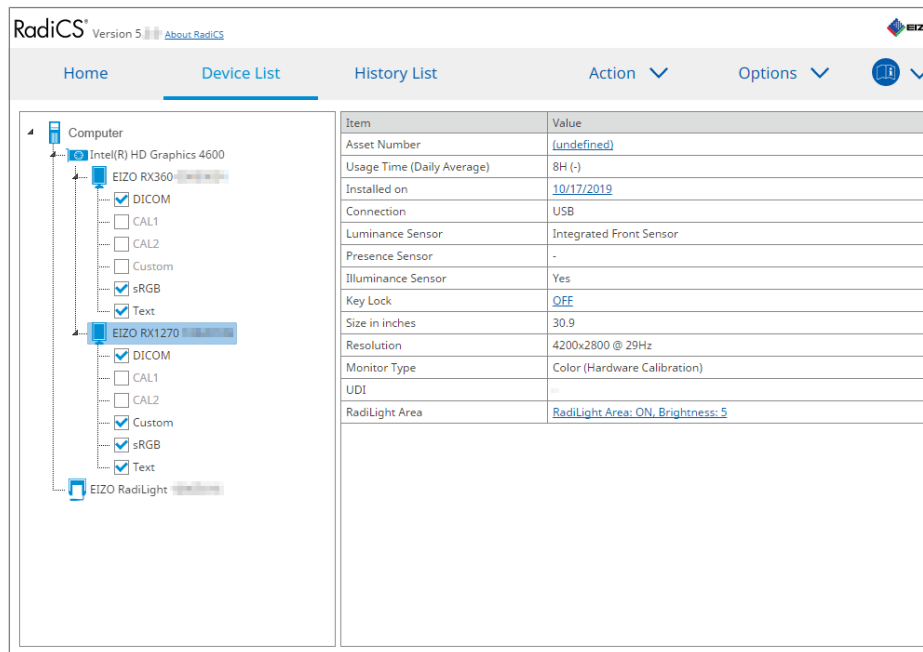 RadiCS® Version 5 About RadiCS
EIZ
Home Device List History List Action Options
Computer
Intel(R) HD Graphics 4600
EIZO RX360
DICOM
CAL1
CAL2
Custom
sRGB
Text
EIZO RX1270
DICOM
CAL1
CAL2
Custom
sRGB
Text
EIZO RadiLight
Item Value
Asset Number (undefined)
Usage Time (Daily Average) 8H (-)
Installed on 10/17/2019
Connection USB
Luminance Sensor Integrated Front Sensor
Presence Sensor -
Illuminance Sensor Yes
Key Lock OFF
Size in inches 30.9
Resolution 4200x2800 @ 29Hz
Monitor Type Color (Hardware Calibration)
UDI
RadiLight Area RadiLight Area: ON, Brightness: 5